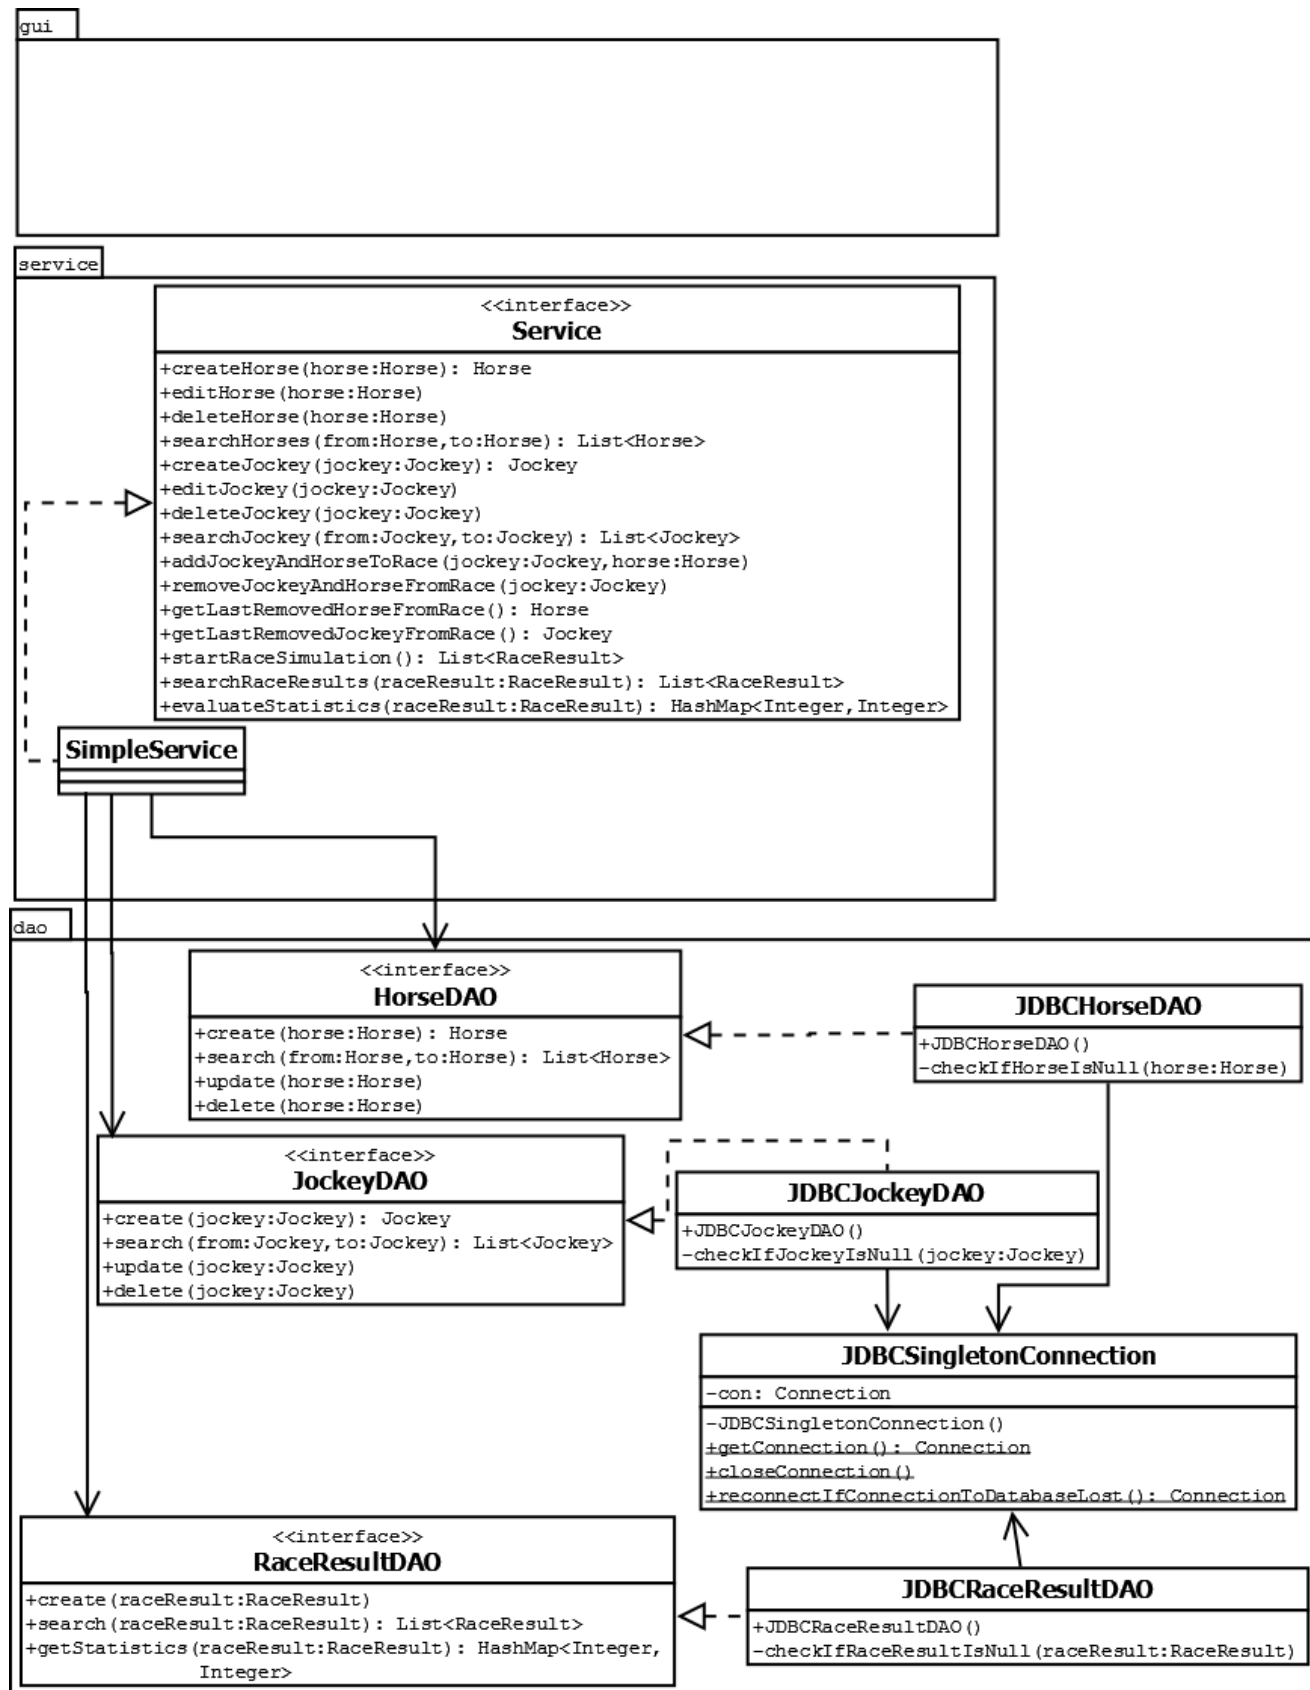 gui
service
<<interface>>
Service
+createHorse(horse:Horse): Horse
+editHorse(horse:Horse)
+deleteHorse(horse:Horse)
+searchHorses(from:Horse,to:Horse): List<Horse>
+createJockey(jockey:Jockey): Jockey
+editJockey(jockey:Jockey)
+deleteJockey(jockey:Jockey)
+searchJockey(from:Jockey,to:Jockey): List<Jockey>
+addJockeyAndHorseToRace(jockey:Jockey,horse:Horse)
+removeJockeyAndHorseFromRace(jockey:Jockey)
+getLastRemovedHorseFromRace(): Horse
+getLastRemovedJockeyFromRace(): Jockey
+startRaceSimulation(): List<RaceResult>
+searchRaceResults(raceResult:RaceResult): List<RaceResult>
+evaluateStatistics(raceResult:RaceResult): HashMap<Integer,Integer>
SimpleService
dao
<<interface>>
HorseDAO
+create(horse:Horse): Horse
+search(from:Horse,to:Horse): List<Horse>
+update(horse:Horse)
+delete(horse:Horse)
JDBCHorseDAO
+JDBCHorseDAO()
-checkIfHorseIsNull(horse:Horse)
<<interface>>
JockeyDAO
+create(jockey:Jockey): Jockey
+search(from:Jockey,to:Jockey): List<Jockey>
+update(jockey:Jockey)
+delete(jockey:Jockey)
JDBCJockeyDAO
+JDBCJockeyDAO()
-checkIfJockeyIsNull(jockey:Jockey)
JDBCSingletonConnection
-con: Connection
-JDBCSingletonConnection()
+getConnection(): Connection
+closeConnection()
+reconnectIfConnectionToDatabaseLost(): Connection
<<interface>>
RaceResultDAO
+create(raceResult:RaceResult)
+search(raceResult:RaceResult): List<RaceResult>
+getStatistics(raceResult:RaceResult): HashMap<Integer,
Integer>
JDBCRaceResultDAO
+JDBCRaceResultDAO()
-checkIfRaceResultIsNull(raceResult:RaceResult)